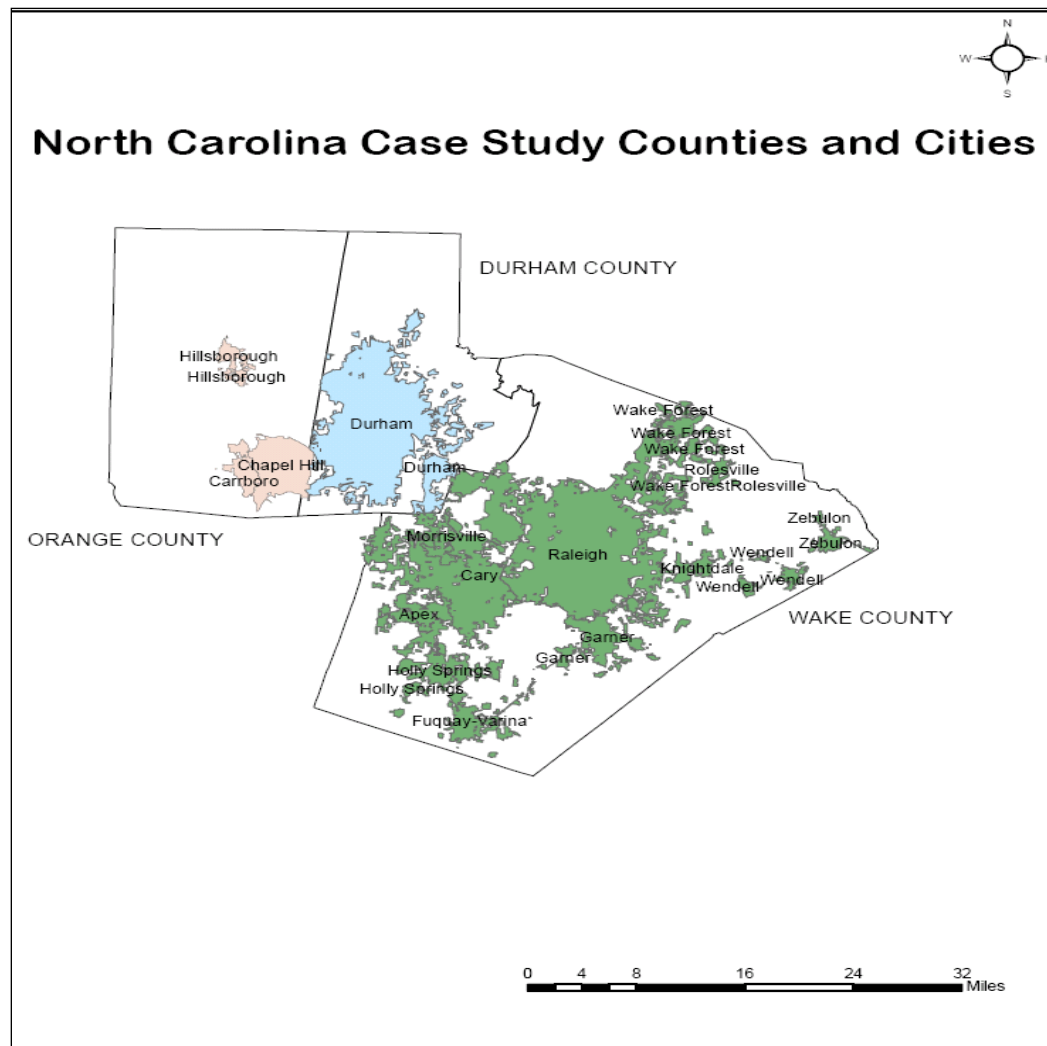 N
W
S
North Carolina Case Study Counties and Cities
DURHAM COUNTY
Hillsborough
Hillsborough
Wake Forest
Durham
Wake Forest
Wake Forest
Chapel Hill
Durham
Rolesville
Carrboro
Wake Forest
Rolesville
Zebulon
ORANGE COUNTY
Morrisville
Zebulon
Raleigh
Wendell
Knightdale
Cary
Wendell
Wendell
Apex
WAKE COUNTY
Garner
Garner
Holly Springs
Holly Springs
Fuquay-Varina
0 4 8 16 24 32
Miles